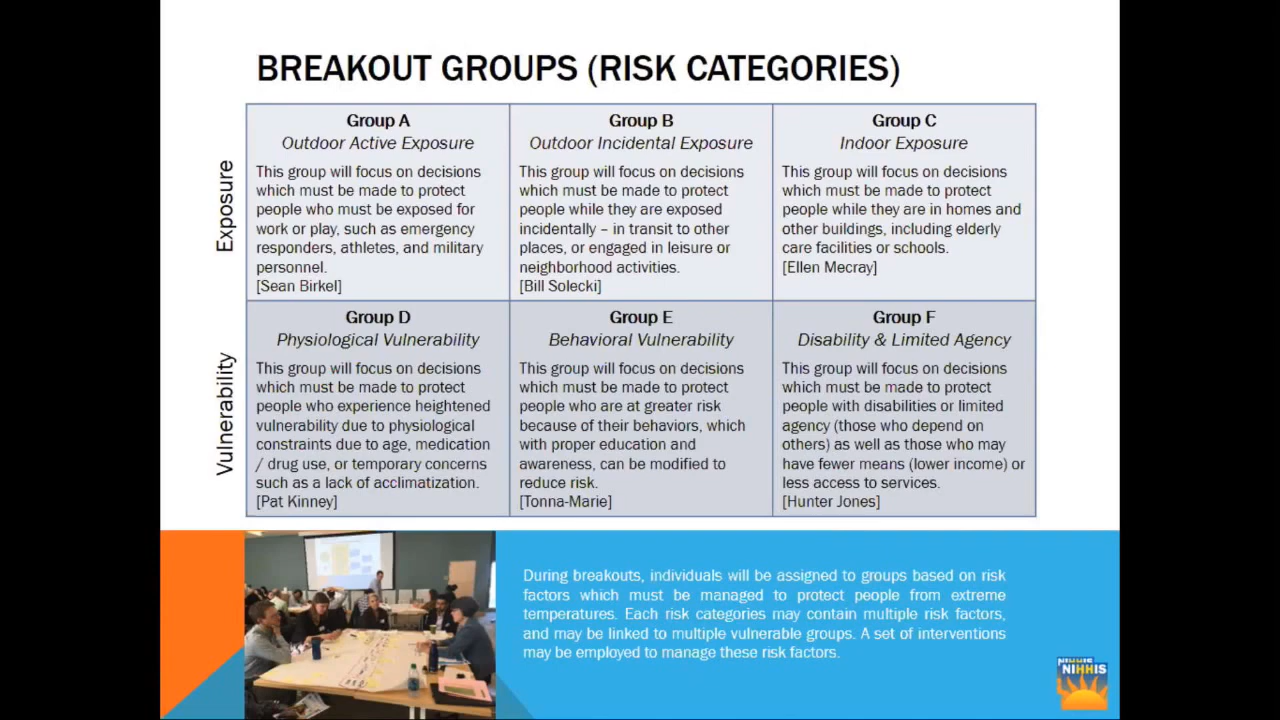 BREAKOUT GROUPS (RISK CATEGORIES)
Exposure
Group A
Outdoor Active Exposure
This group will focus on decisions
which must be made to protect
people who must be exposed for
work or play, such as emergency
responders, athletes, and military
personnel.
[Sean Birkel]
Group B
Outdoor Incidental Exposure
This group will focus on decisions
which must be made to protect
people while they are exposed
incidentally – in transit to other
places, or engaged in leisure or
neighborhood activities.
[Bill Solecki]
Group C
Indoor Exposure
This group will focus on decisions
which must be made to protect
people while they are in homes and
other buildings, including elderly
care facilities or schools.
[Ellen Mecray]
Vulnerability
Group D
Physiological Vulnerability
This group will focus on decisions
which must be made to protect
people who experience heightened
vulnerability due to physiological
constraints due to age, medication
/ drug use, or temporary concerns
such as a lack of acclimatization.
[Pat Kinney]
Group E
Behavioral Vulnerability
This group will focus on decisions
which must be made to protect
people who are at greater risk
because of their behaviors, which
with proper education and
awareness, can be modified to
reduce risk.
[Tonna-Marie]
Group F
Disability & Limited Agency
This group will focus on decisions
which must be made to protect
people with disabilities or limited
agency (those who depend on
others) as well as those who may
have fewer means (lower income) or
less access to services.
[Hunter Jones]
During breakouts, individuals will be assigned to groups based on risk
factors which must be managed to protect people from extreme
temperatures. Each risk categories may contain multiple risk factors,
and may be linked to multiple vulnerable groups. A set of interventions
may be employed to manage these risk factors.
NIHHIS
NIHHIS